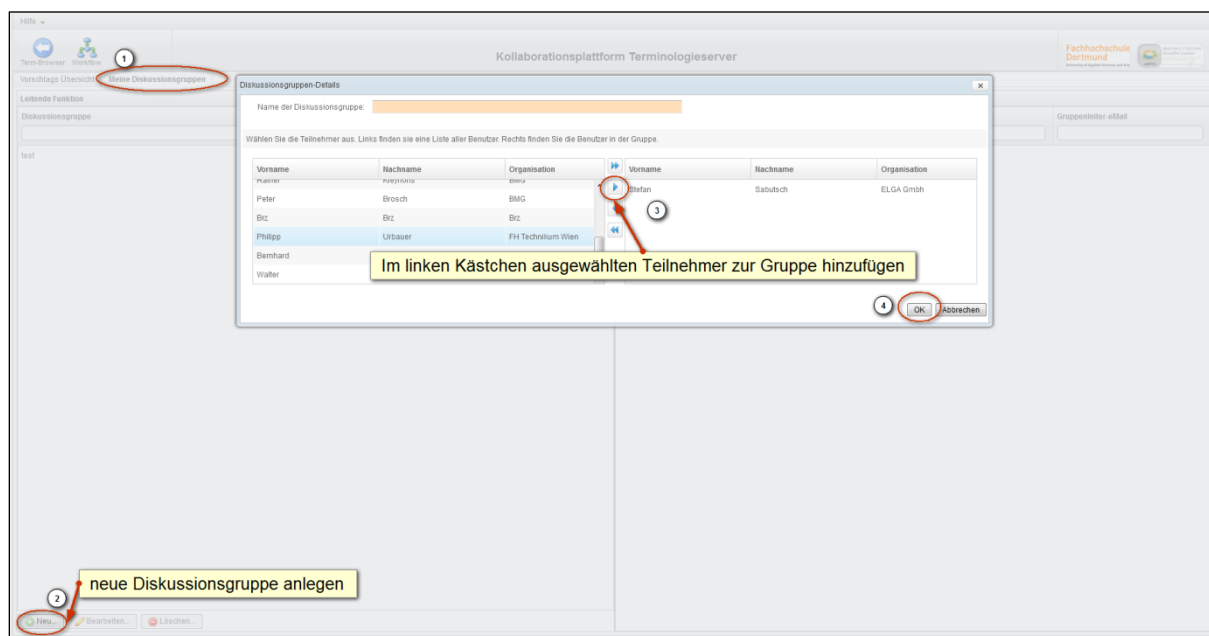 Hilfe
Term-Browser Workflow
1
Kollaborationsplattform Terminologieserver
Fachhochschule
Dortmund
Vorschlags Übersicht Meine Diskussionsgruppen
Leitende Funktion
Diskussionsgruppe
Gruppenleiter-eMail
test
Diskussionsgruppen-Details
Name der Diskussionsgruppe:
Wählen Sie die Teilnehmer aus. Links finden sie eine Liste aller Benutzer. Rechts finden Sie die Benutzer in der Gruppe.
Vorname Nachname Organisation
Vorname Nachname Organisation
Peter Brosch BMG
Brz Brz Brz
Philipp Urbauer FH Technikum Wien
Bernhard
Walter
Stefan Sabutsch ELGA Gmbh
3
Im linken Kästchen ausgewählten Teilnehmer zur Gruppe hinzufügen
4
OK Abbrechen
neue Diskussionsgruppe anlegen
2
Neu... Bearbeiten... Löschen...